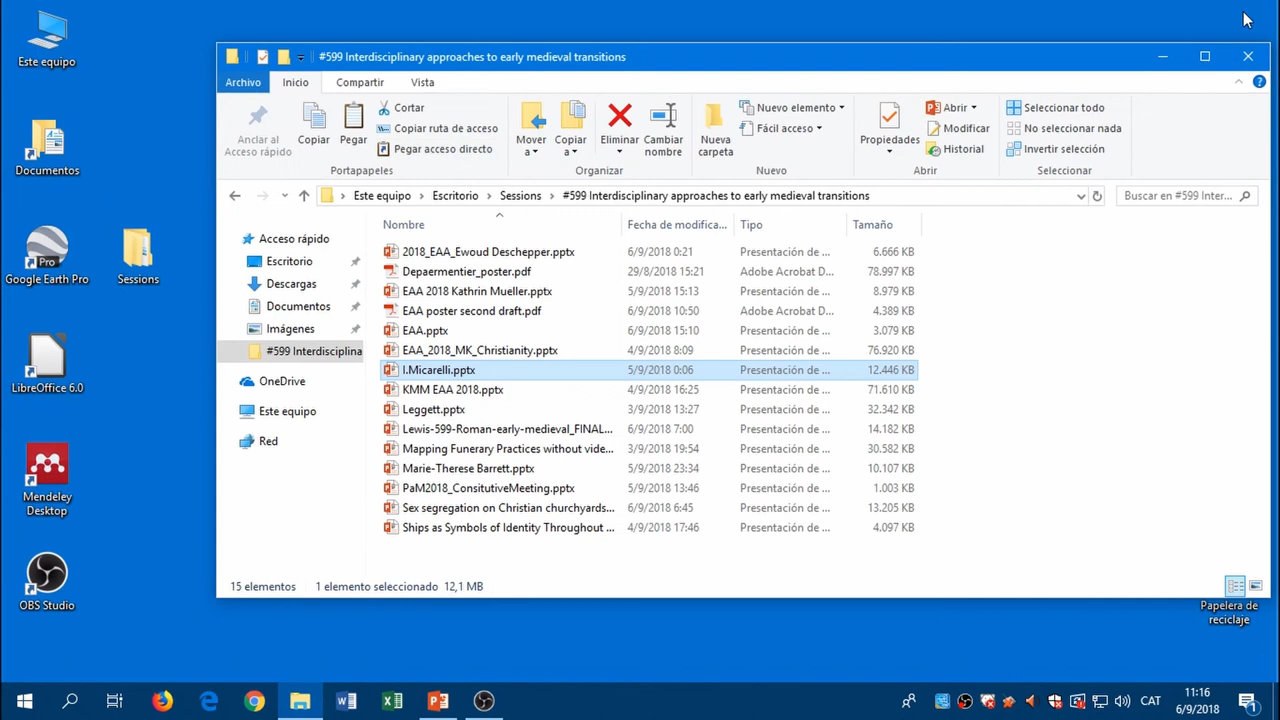 Este equipo
Documentos
Google Earth Pro
Pro
Sessions
LibreOffice 6.0
Mendeley
Desktop
OBS Studio
#599 Interdisciplinary approaches to early medieval transitions
Archivo Inicio Compartir Vista
Anclar al
Acceso rápido
Copiar
Pegar
Cortar
Copiar ruta de acceso
Pegar acceso directo
Portapapeles
Mover
a
Copiar
a
Eliminar
Cambiar
nombre
Organizar
Nueva
carpeta
Nuevo elemento
Fácil acceso
Nuevo
Propiedades
Abrir
Modificar
Historial
Abrir
Seleccionar todo
No seleccionar nada
Invertir selección
Seleccionar
Este equipo Escritorio Sessions #599 Interdisciplinary approaches to early medieval transitions
Buscar en #599 Inter...
Acceso rápido
Escritorio
Descargas
Documentos
Imágenes
#599 Interdisciplina
OneDrive
Este equipo
Red
Nombre Fecha de modifica... Tipo Tamaño
2018_EAA_Ewoud Deschepper.pptx 6/9/2018 0:21 Presentación de ... 6.666 KB
Depaermentier_poster.pdf 29/8/2018 15:21 Adobe Acrobat D... 78.997 KB
EAA 2018 Kathrin Mueller.pptx 5/9/2018 15:13 Presentación de ... 8.979 KB
EAA poster second draft.pdf 6/9/2018 10:50 Adobe Acrobat D... 4.389 KB
EAA.pptx 6/9/2018 15:10 Presentación de ... 3.079 KB
EAA_2018_MK_Christianity.pptx 4/9/2018 8:09 Presentación de ... 76.920 KB
I.Micarelli.pptx 5/9/2018 0:06 Presentación de ... 12.446 KB
KMM EAA 2018.pptx 4/9/2018 16:25 Presentación de ... 71.610 KB
Leggett.pptx 3/9/2018 13:27 Presentación de ... 32.342 KB
Lewis-599-Roman-early-medieval_FINAL... 6/9/2018 7:00 Presentación de ... 14.182 KB
Mapping Funerary Practices without vide... 3/9/2018 19:54 Presentación de ... 30.582 KB
Marie-Therese Barrett.pptx 5/9/2018 23:34 Presentación de ... 10.107 KB
PaM2018_ConsitutiveMeeting.pptx 5/9/2018 13:46 Presentación de ... 1.003 KB
Sex segregation on Christian churchyards... 6/9/2018 6:45 Presentación de ... 13.205 KB
Ships as Symbols of Identity Throughout ... 4/9/2018 17:46 Presentación de ... 4.097 KB
15 elementos 1 elemento seleccionado 12,1 MB
Papelera de
reciclaje
CAT
11:16
6/9/2018
1